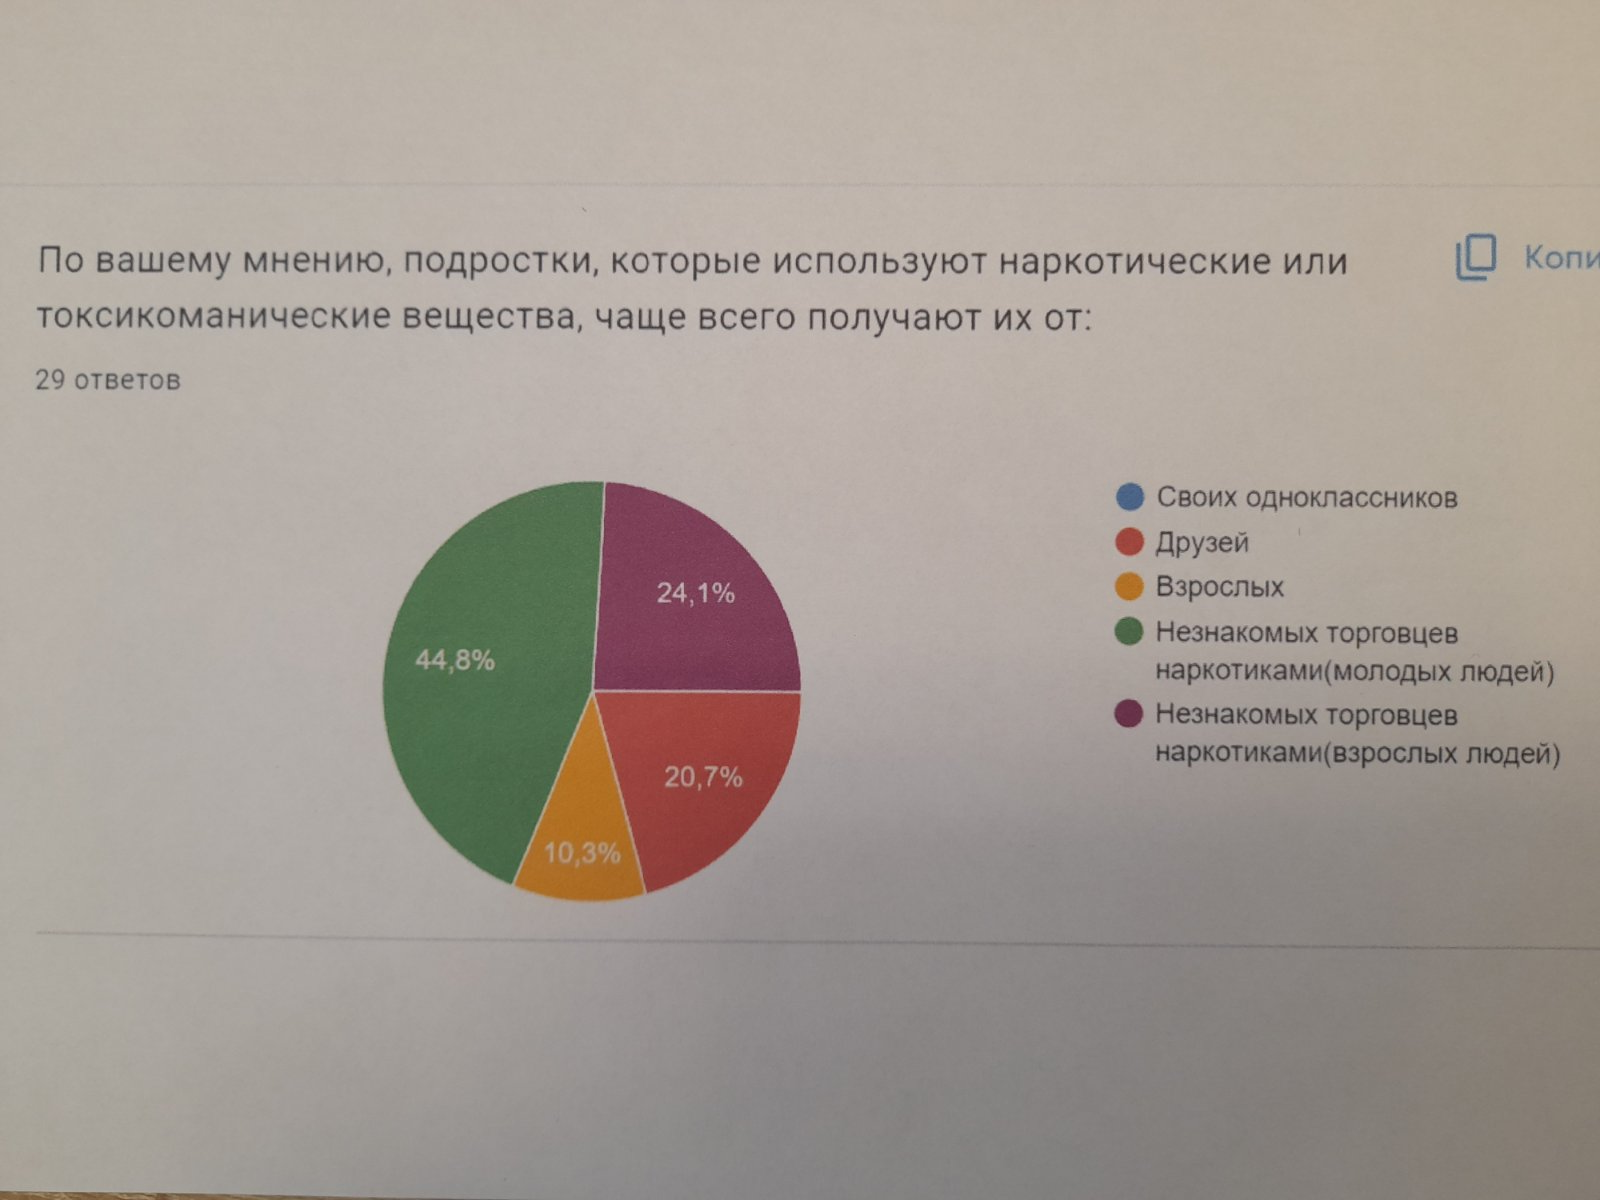 По вашему мнению, подростки, которые используют наркотические или
токсикоманические вещества, чаще всего получают их от:
Копи
29 ответов
24,1%
44,8%
20,7%
10,3%
Своих одноклассников
Друзей
Взрослых
Незнакомых торговцев
наркотиками(молодых людей)
Незнакомых торговцев
наркотиками(взрослых людей)